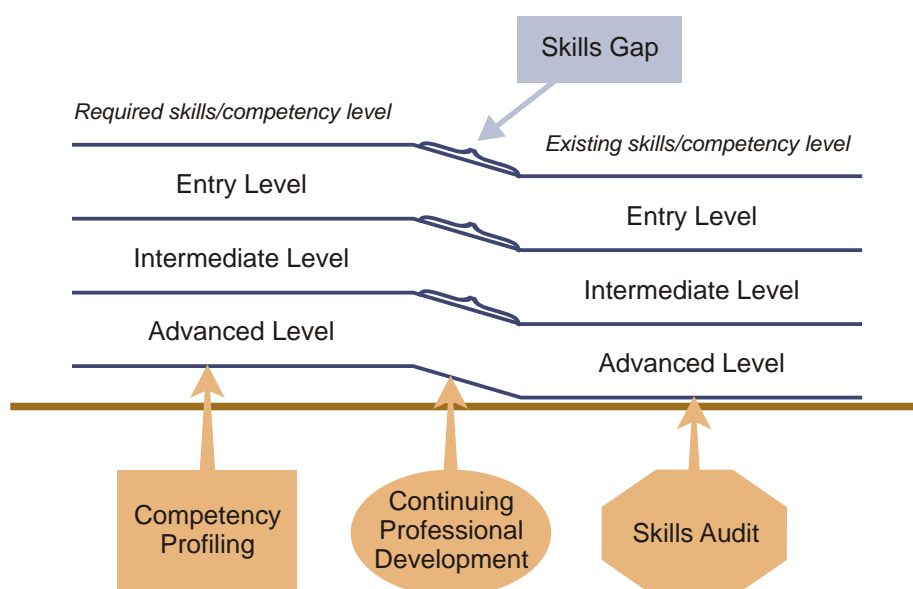 Skills Gap
Required skills/competency level
Existing skills/competency level
Entry Level
Entry Level
Intermediate Level
Intermediate Level
Advanced Level
Advanced Level
Competency
Profiling
Continuing
Professional
Development
Skills Audit